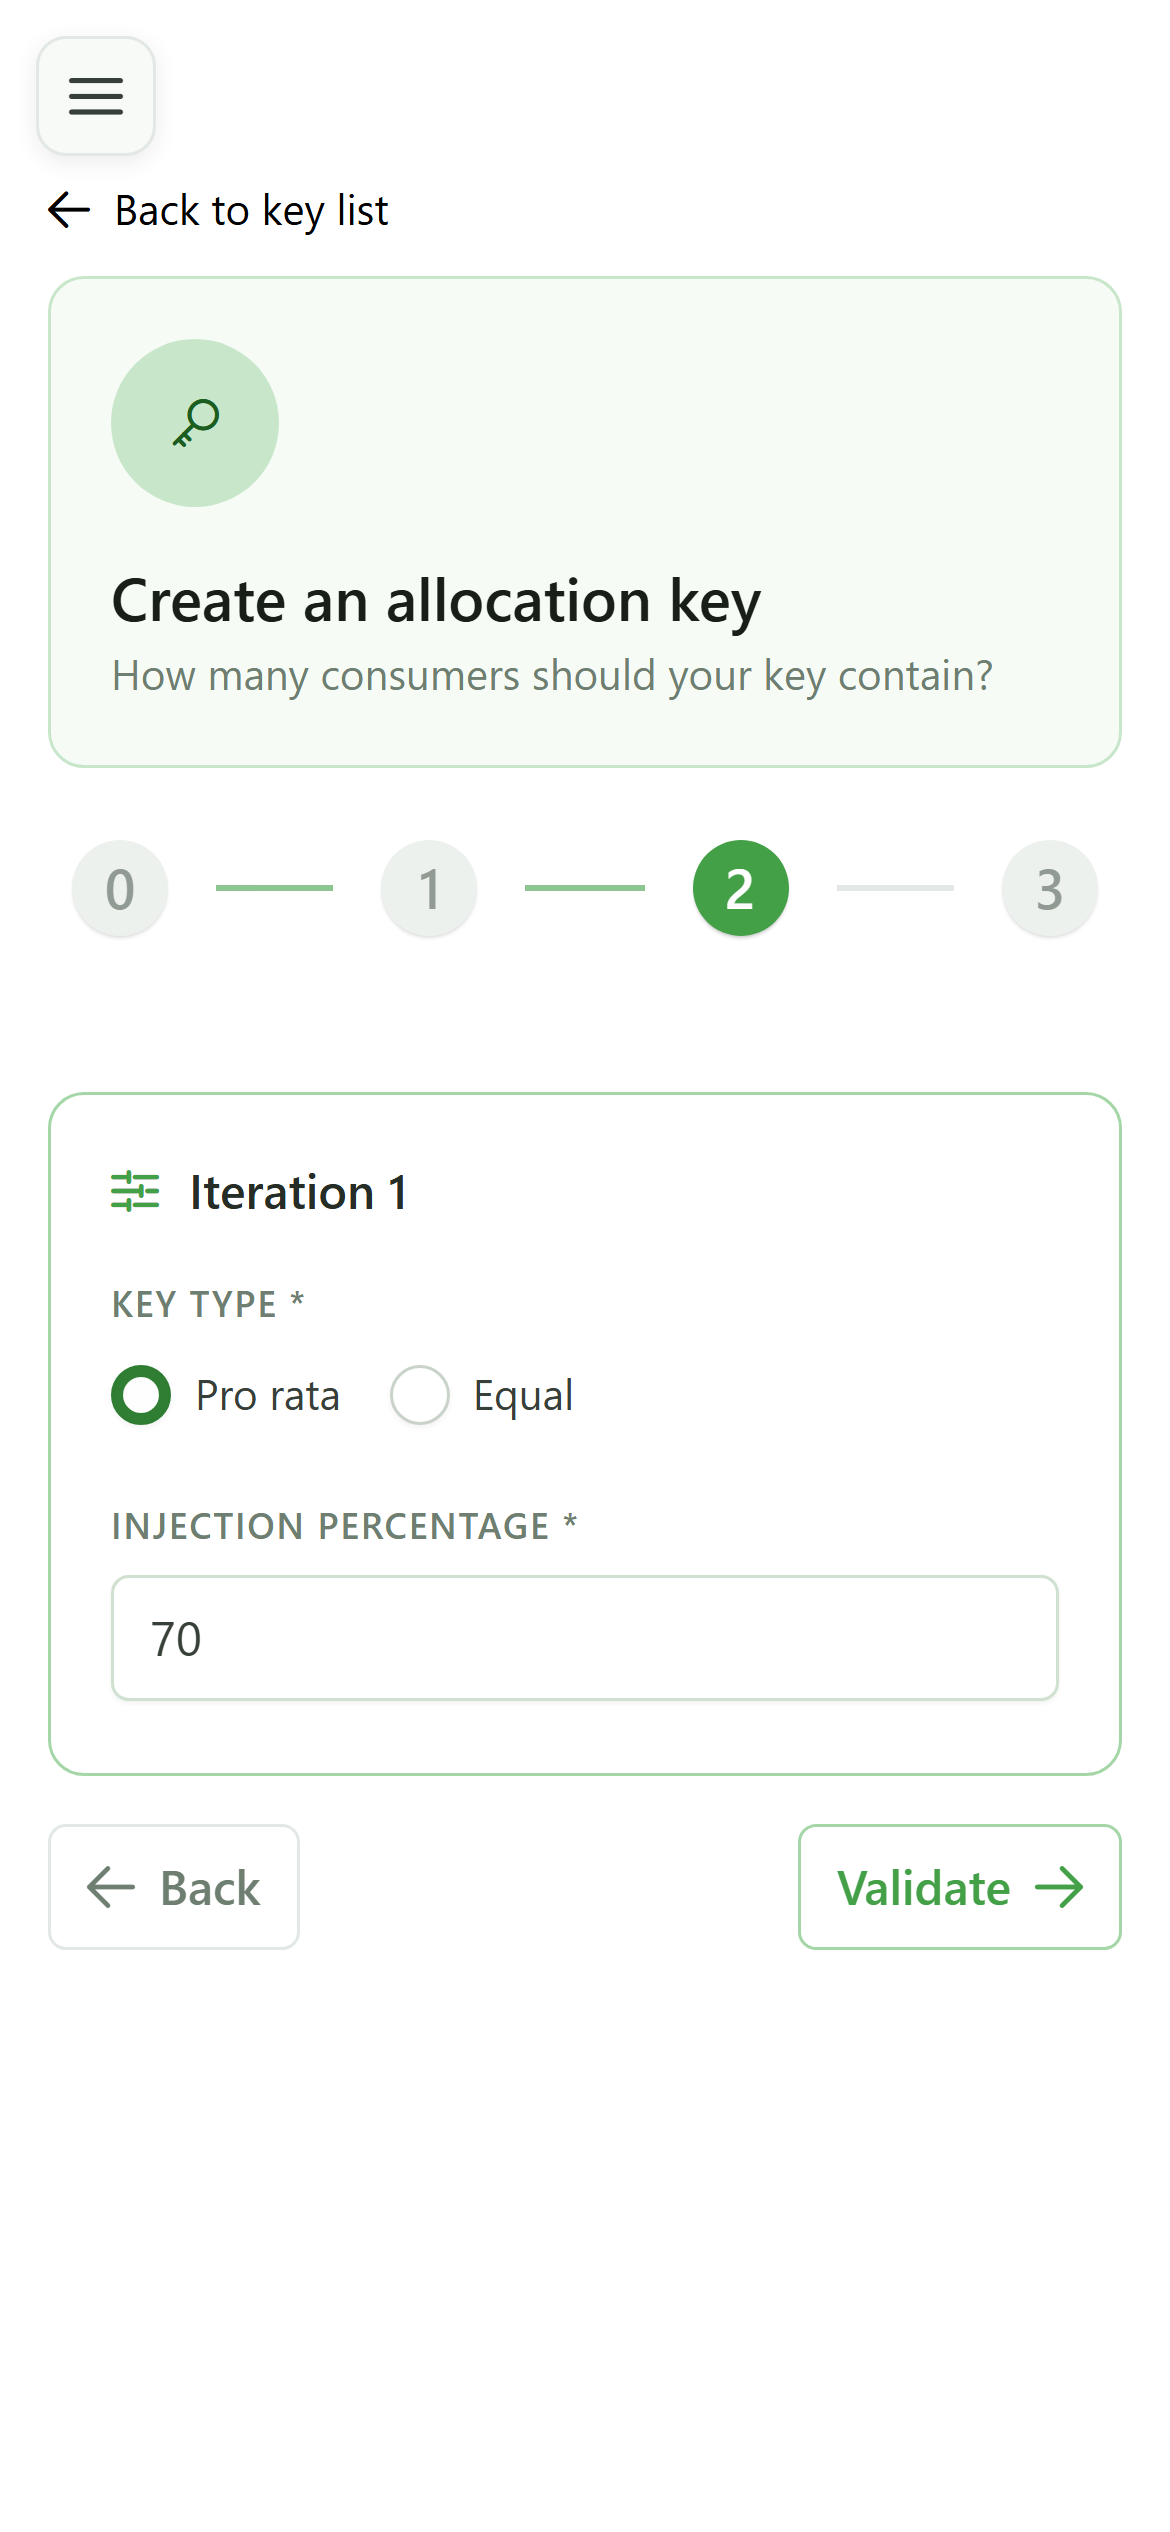 Back to key list
Create an allocation key
How many consumers should your key contain?
0 1 2 3
Iteration 1
KEY TYPE *
Pro rata Equal
INJECTION PERCENTAGE *
70
Back Validate